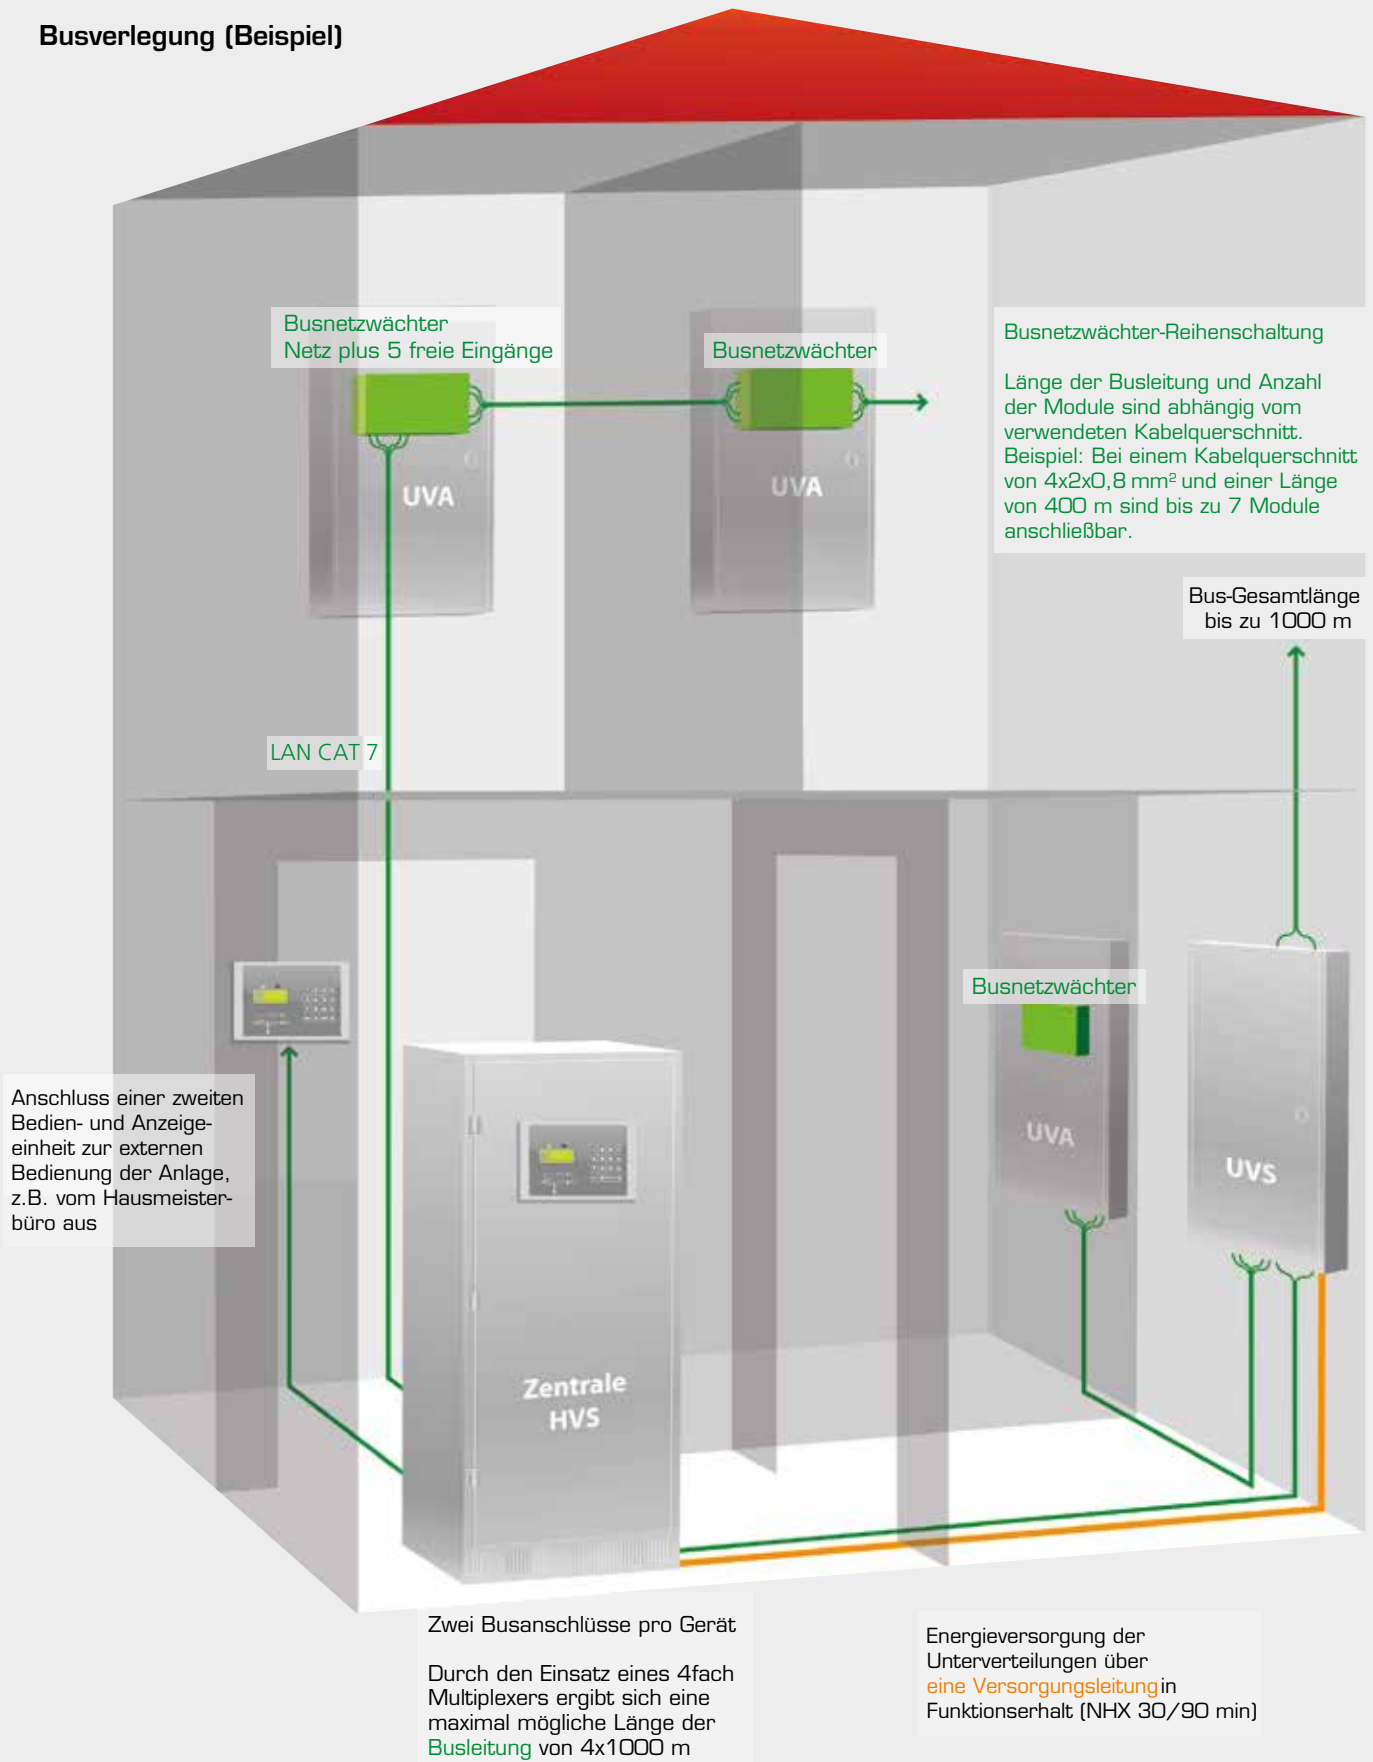 Busverlegung (Beispiel)
Busnetzwächter
Netz plus 5 freie Eingänge
Busnetzwächter
Busnetzwächter-Reihenschaltung
Länge der Busleitung und Anzahl
der Module sind abhängig vom
verwendeten Kabelquerschnitt.
Beispiel: Bei einem Kabelquerschnitt
von 4x2x0,8 mm² und einer Länge
von 400 m sind bis zu 7 Module
anschließbar.
UVA
UVA
Bus-Gesamtlänge
bis zu 1000 m
LAN CAT 7
Busnetzwächter
Anschluss einer zweiten
Bedien- und Anzeige-
einheit zur externen
Bedienung der Anlage,
z.B. vom Hausmeister-
büro aus
UVA
UVS
Zentrale
HVS
Zwei Busanschlüsse pro Gerät
Durch den Einsatz eines 4fach
Multiplexers ergibt sich eine
maximal mögliche Länge der
Busleitung von 4x1000 m
Energieversorgung der
Unterverteilungen über
eine Versorgungsleitung in
Funktionserhalt (NHX 30/90 min)